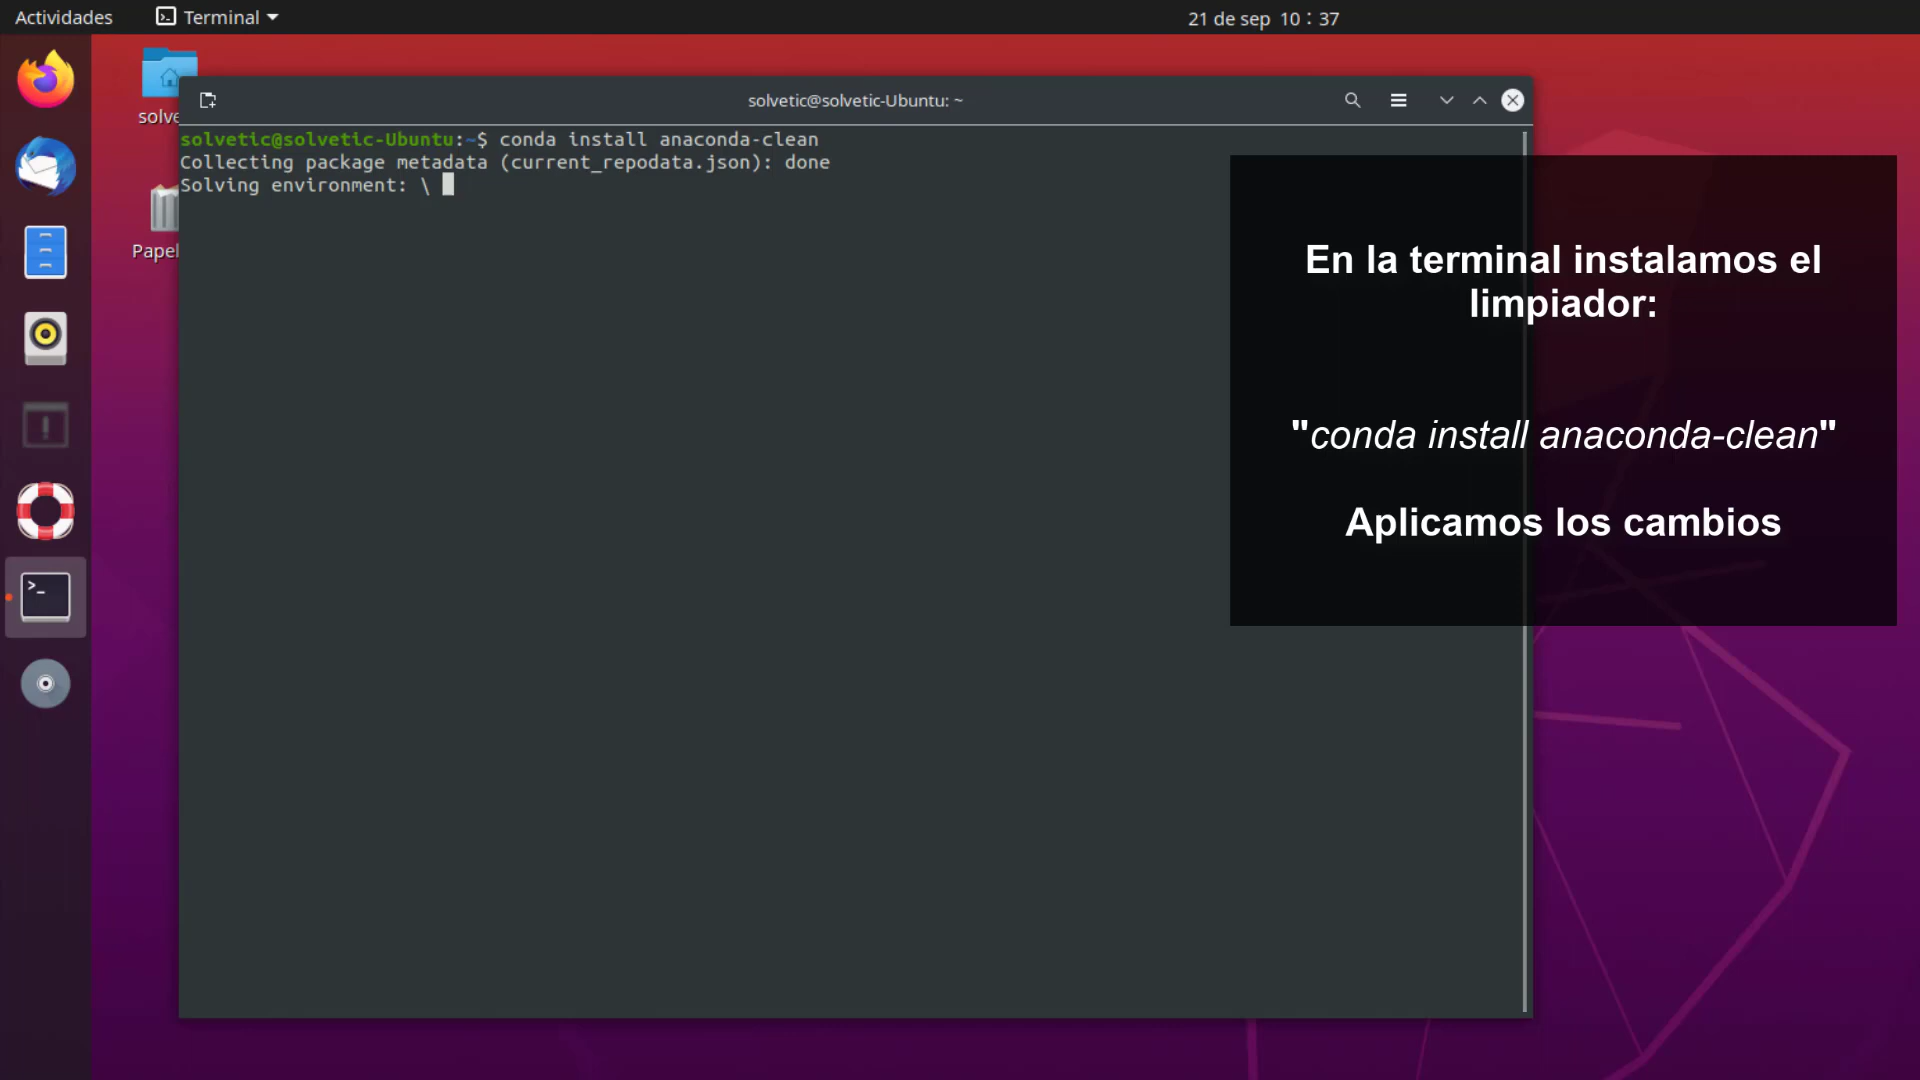 Actividades
Terminal
21 de sep 10:37
solve
Papel
solvetic@solvetic-Ubuntu: ~
solvetic@solvetic-Ubuntu:~$ conda install anaconda-clean
Collecting package metadata (current_repodata.json): done
Solving environment: \
En la terminal instalamos el
limpiador:
"conda install anaconda-clean"
Aplicamos los cambios